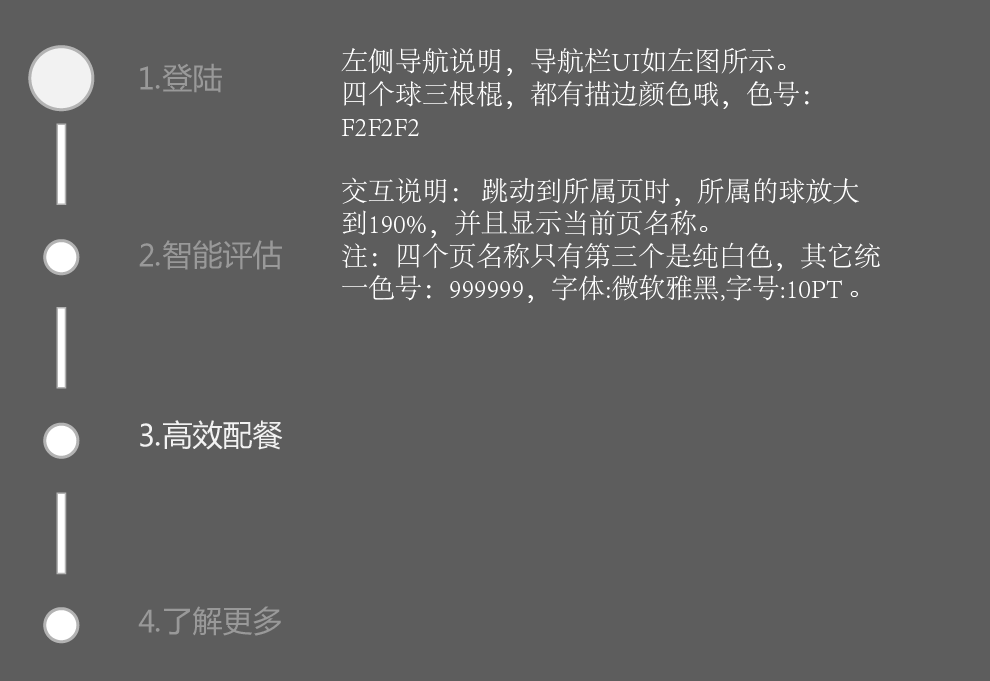 1.登陆
2.智能评估
3.高效配餐
4.了解更多
左侧导航说明，导航栏UI如左图所示。
四个球三根棍，都有描边颜色哦，色号：
F2F2F2
交互说明： 跳动到所属页时，所属的球放大
到190%，并且显示当前页名称。
注：四个页名称只有第三个是纯白色，其它统
一色号：999999，字体:微软雅黑,字号:10PT 。